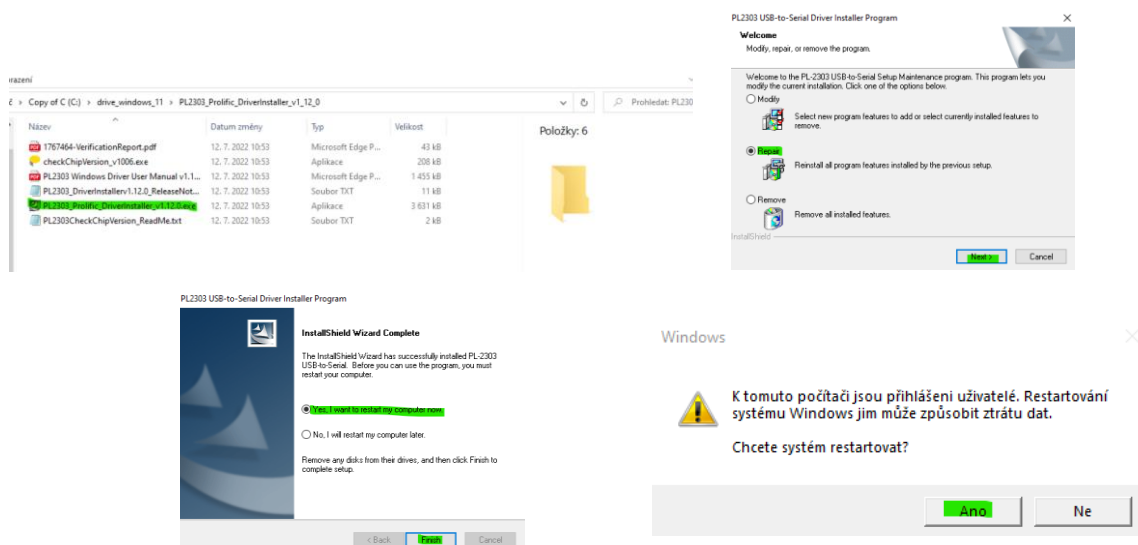 razení
Copy of C (C:) > drive_windows_11 > PL2303_Prolific_DriverInstaller_v1_12_0
Prohledat: PL230
Název Datum změny Typ Velikost
Položky: 6
1767464-VerificationReport.pdf 12. 7. 2022 10:53 Microsoft Edge P... 43 kB
checkChipVersion_v1006.exe 12. 7. 2022 10:53 Aplikace 208 kB
PL2303 Windows Driver User Manual v1.1... 12. 7. 2022 10:53 Microsoft Edge P... 1 455 kB
PL2303_DriverInstallerv1.12.0_ReleaseNot... 12. 7. 2022 10:53 Soubor TXT 11 kB
PL2303_Prolific_DriverInstaller_v1.12.0.exe 12. 7. 2022 10:53 Aplikace 3 631 kB
PL2303CheckChipVersion_ReadMe.txt 12. 7. 2022 10:53 Soubor TXT 2 kB
PL2303 USB-to-Serial Driver Installer Program
Welcome
Modify, repair, or remove the program.
Welcome to the PL-2303 USB-to-Serial Setup Maintenance program. This program lets you
modify the current installation. Click one of the options below.
Modify
Select new program features to add or select currently installed features to
remove.
Repair
Reinstall all program features installed by the previous setup.
Remove
Remove all installed features.
InstallShield
Next > Cancel
PL2303 USB-to-Serial Driver Installer Program
InstallShield Wizard Complete
The InstallShield Wizard has successfully installed PL-2303
USB-to-Serial. Before you can use the program, you must
restart your computer.
Yes, I want to restart my computer now.
No, I will restart my computer later.
Remove any disks from their drives, and then click Finish to
complete setup.
< Back Finish Cancel
Windows
K tomuto počítači jsou přihlášeni uživatelé. Restartování
systému Windows jim může způsobit ztrátu dat.
Chcete systém restartovat?
Ano Ne